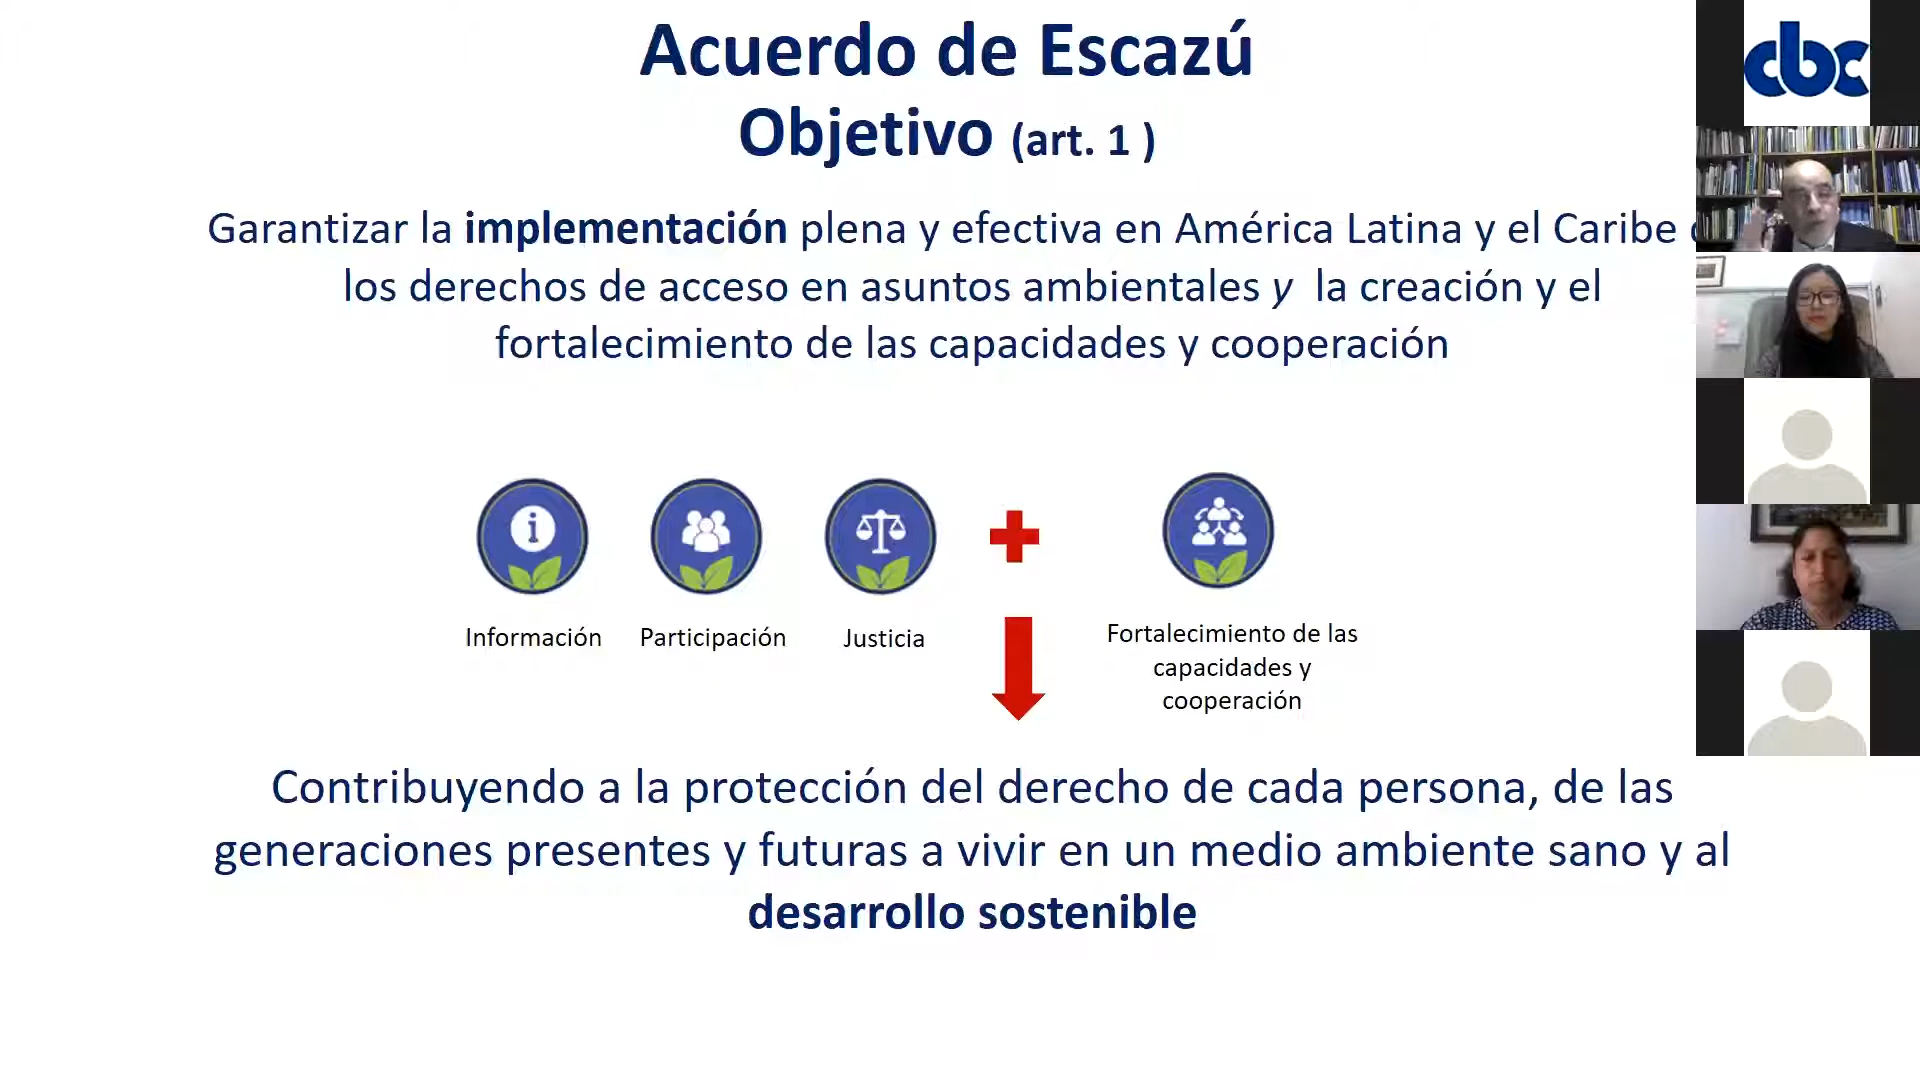 Acuerdo de Escazú
Objetivo (art. 1 )
Garantizar la implementación plena y efectiva en América Latina y el Caribe
los derechos de acceso en asuntos ambientales y la creación y el
fortalecimiento de las capacidades y cooperación
Información
Participación
Justicia
Fortalecimiento de las
capacidades y
cooperación
Contribuyendo a la protección del derecho de cada persona, de las
generaciones presentes y futuras a vivir en un medio ambiente sano y al
desarrollo sostenible
cbc